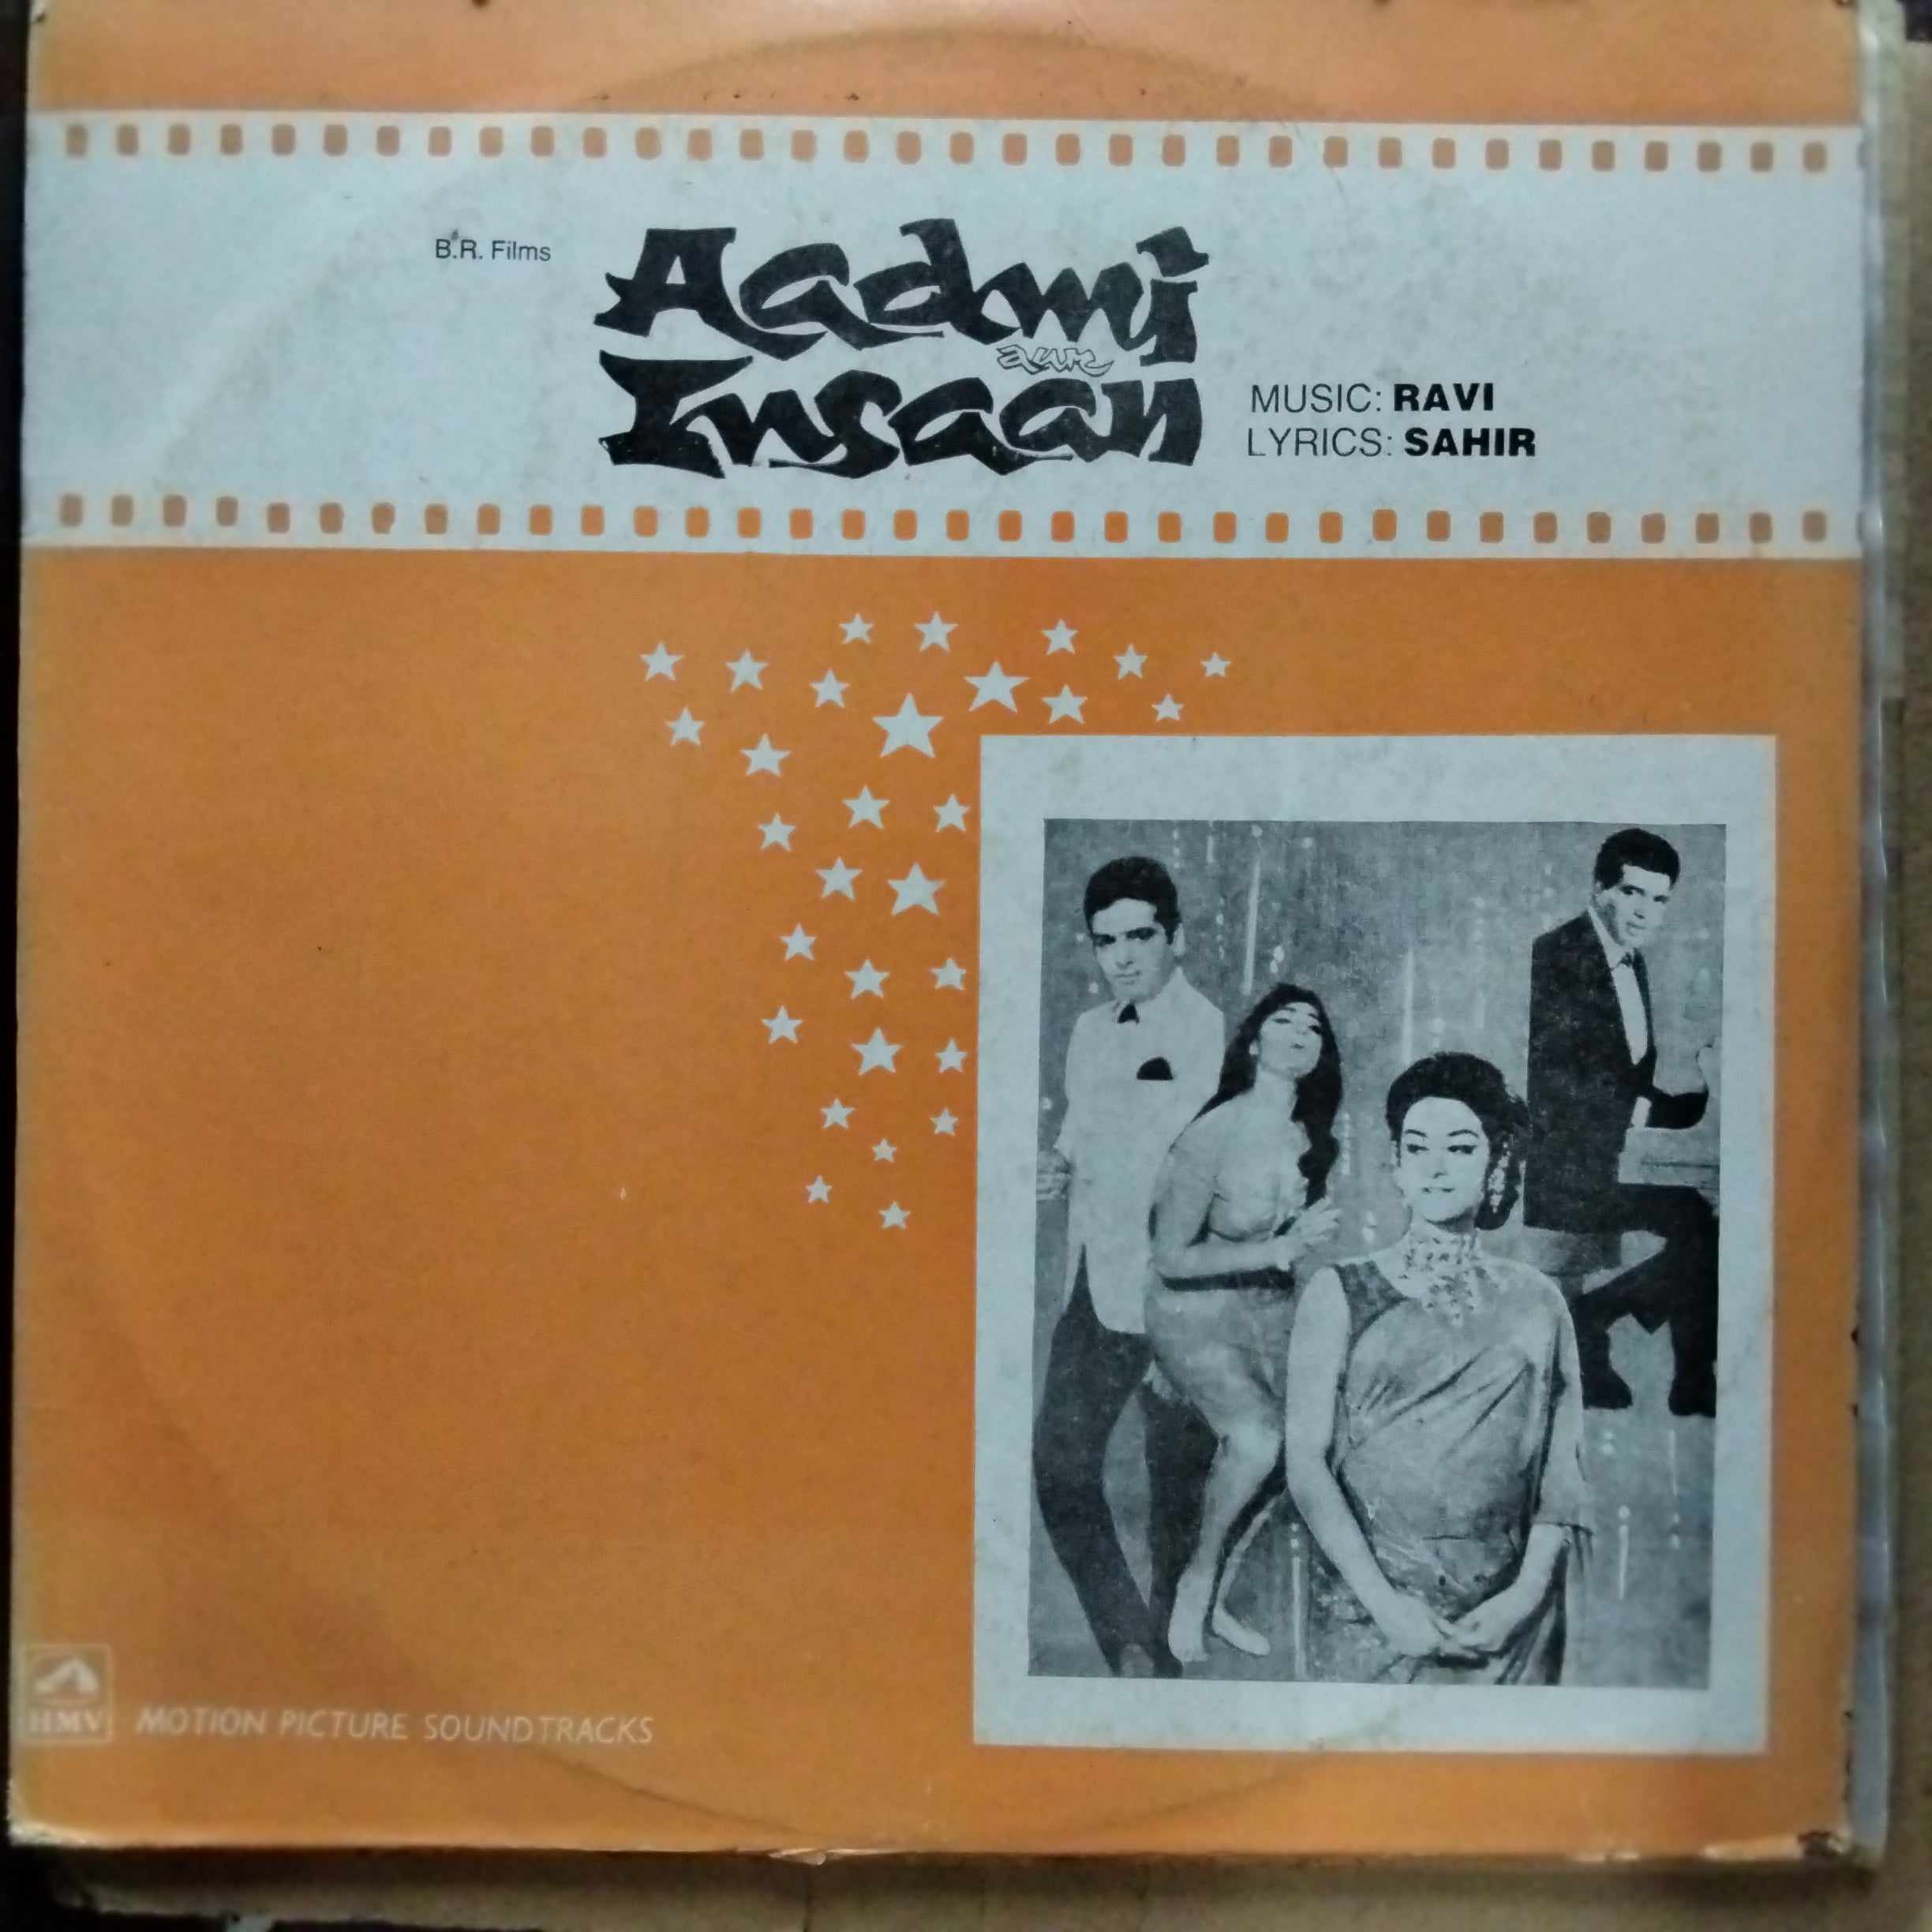 B.R. Films
Aadmi
aur
Insaan
MUSIC: RAVI
LYRICS: SAHIR
HMV
MOTION PICTURE SOUNDTRACKS